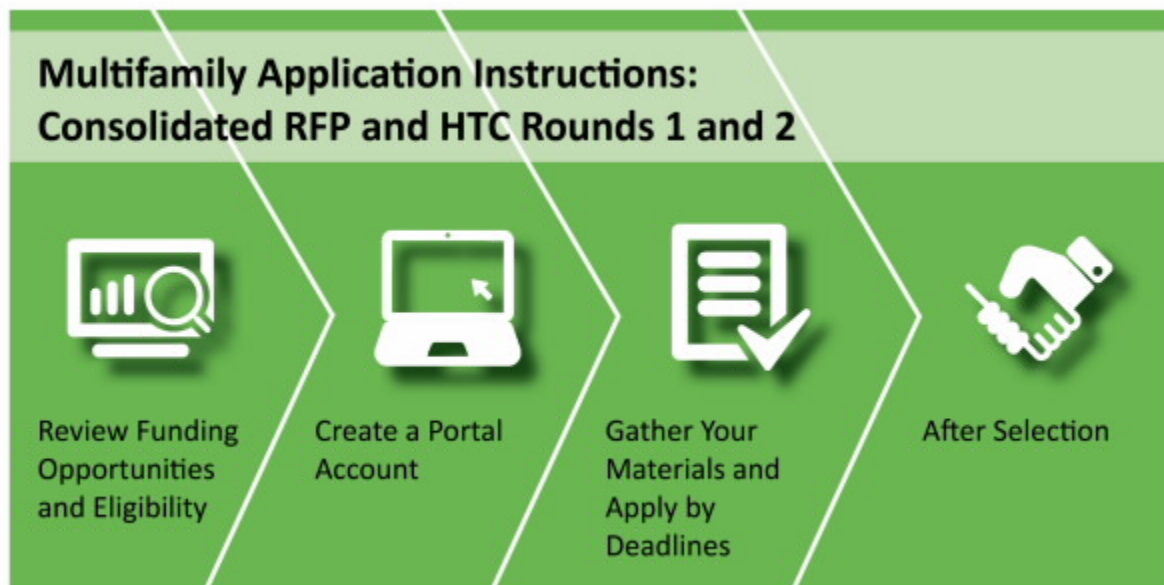 Multifamily Application Instructions:
Consolidated RFP and HTC Rounds 1 and 2
Review Funding
Opportunities
and Eligibility
Create a Portal
Account
Gather Your
Materials and
Apply by
Deadlines
After Selection